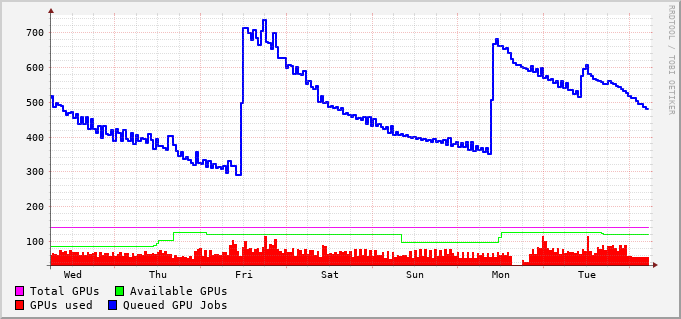 RRDTOOL / TOBI OETIKER
700
600
500
400
300
200
100
Wed Thu Fri Sat Sun Mon Tue
Total GPUs Available GPUs
GPUs used Queued GPU Jobs